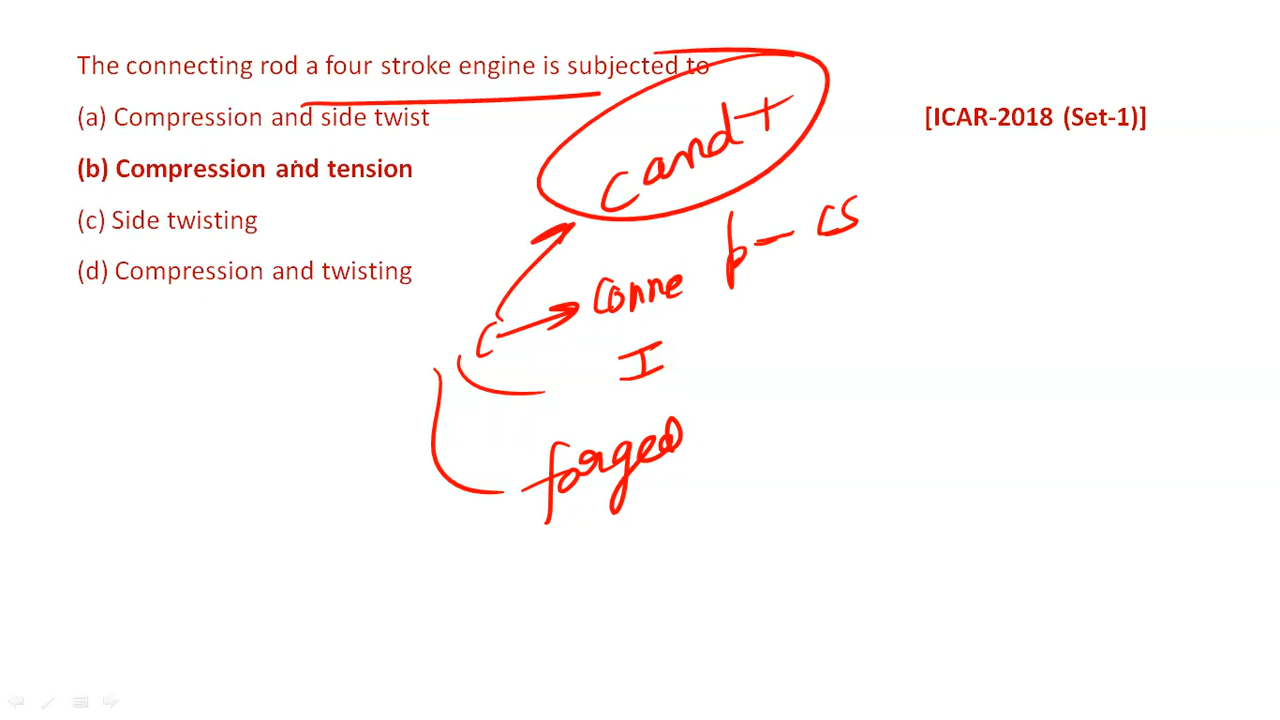 The connecting rod a four stroke engine is subjected to
(a) Compression and side twist
[ICAR-2018 (Set-1)]
(b) Compression and tension
(c) Side twisting
(d) Compression and twisting
C and t
p - CS
C
Conne
I
forged